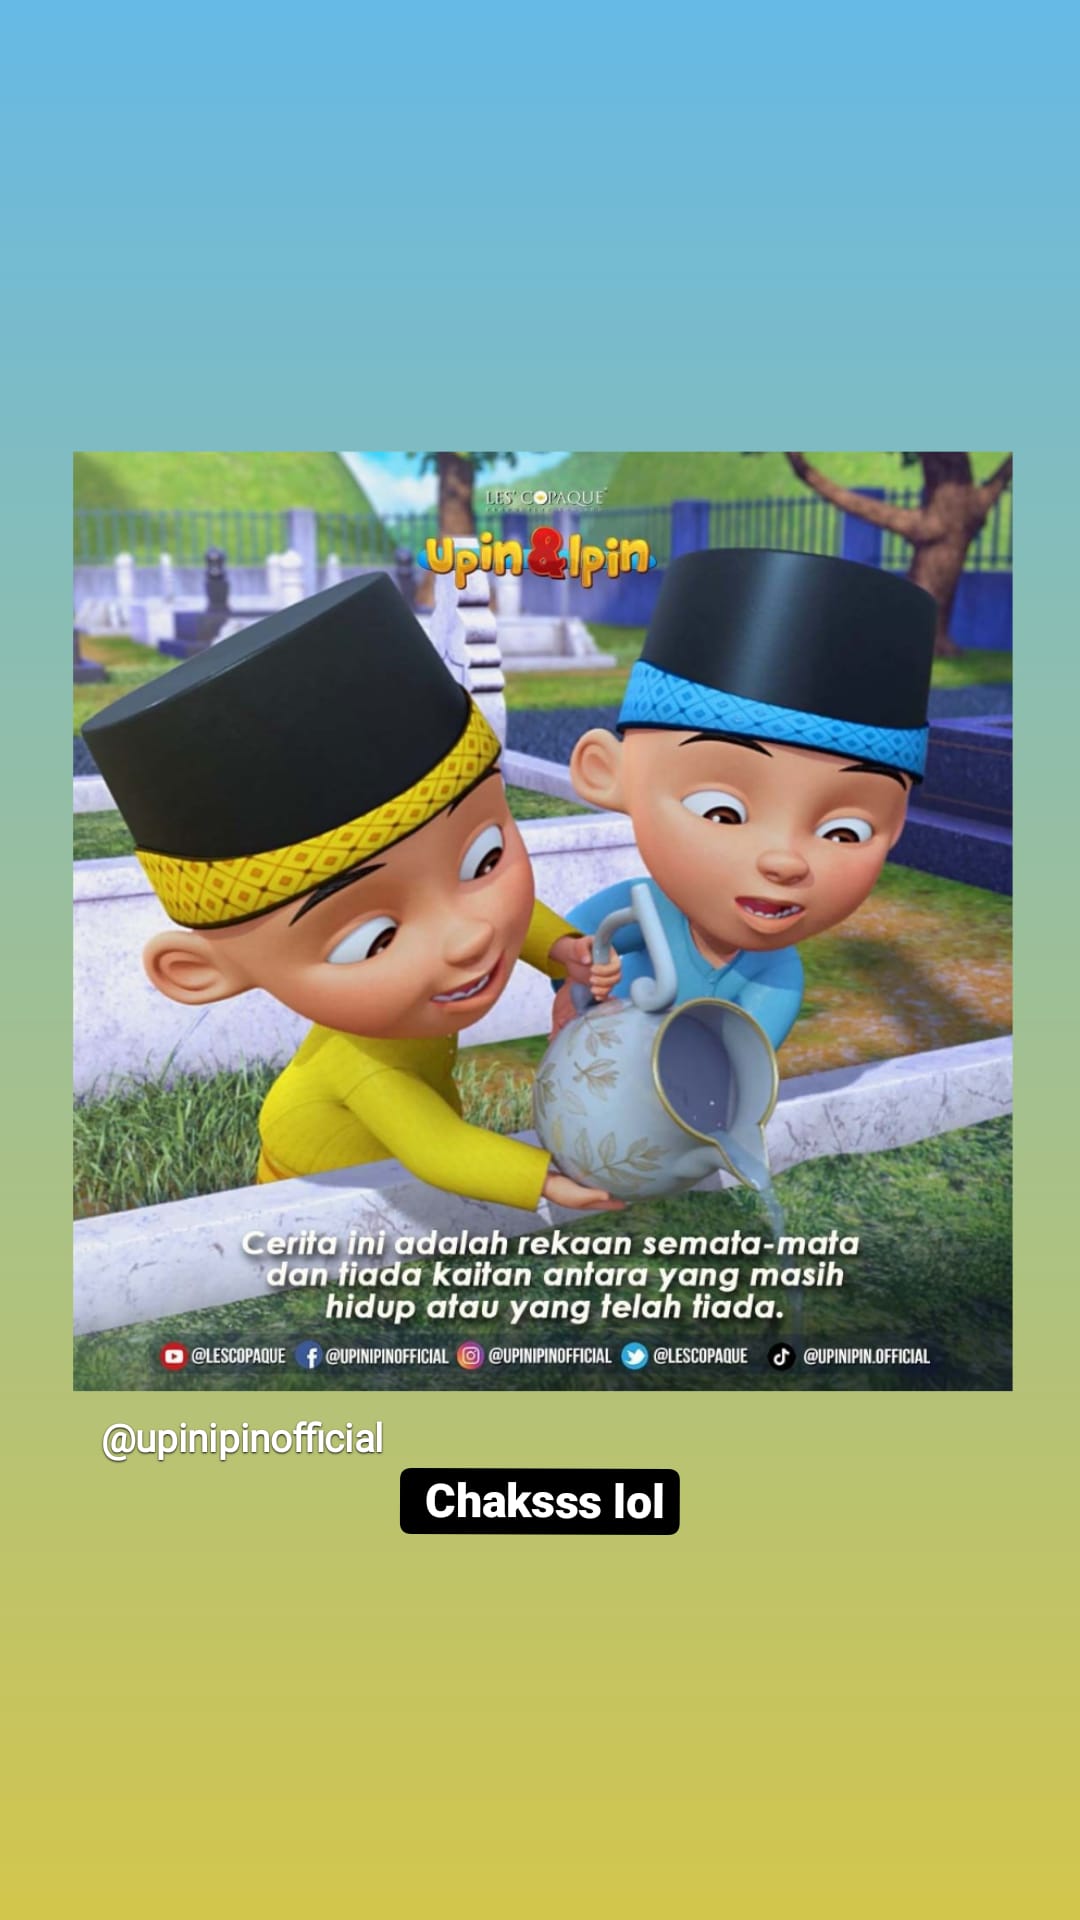 LES' COPAQUE
Upin & Ipin
Cerita ini adalah rekaan semata-mata
dan tiada kaitan antara yang masih
hidup atau yang telah tiada.
@LESCOPAQUE @UPINIPINOFFICIAL @UPINIPINOFFICIAL @LESCOPAQUE @UPINIPIN.OFFICIAL
@upinipinofficial
Chaksss lol